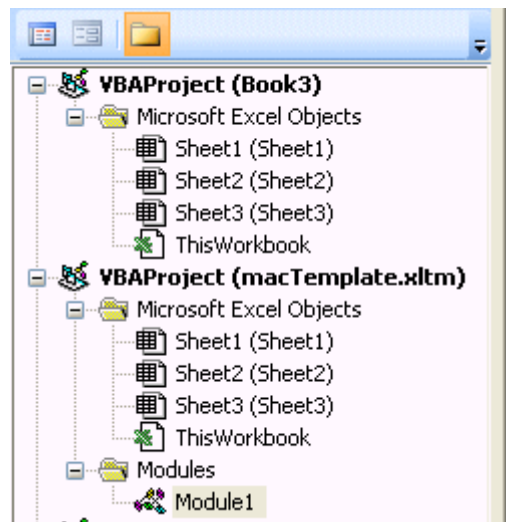 VBAProject (Book3)
Microsoft Excel Objects
Sheet1 (Sheet1)
Sheet2 (Sheet2)
Sheet3 (Sheet3)
ThisWorkbook
VBAProject (macTemplate.xltm)
Microsoft Excel Objects
Sheet1 (Sheet1)
Sheet2 (Sheet2)
Sheet3 (Sheet3)
ThisWorkbook
Modules
Module1